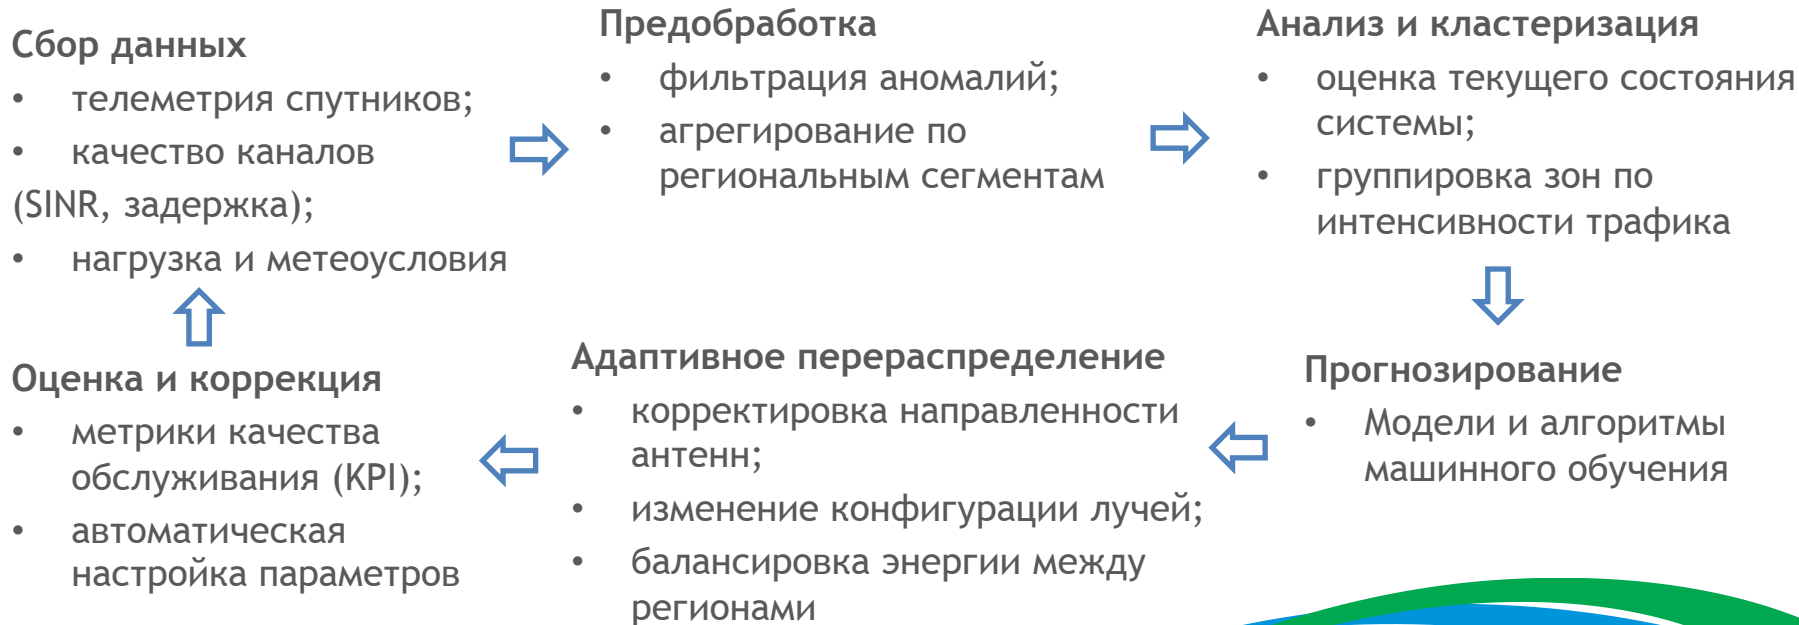 Сбор данных
• телеметрия спутников;
• качество каналов
(SINR, задержка);
• нагрузка и метеоусловия
Предобработка
• фильтрация аномалий;
• агрегирование по
региональным сегментам
Анализ и кластеризация
• оценка текущего состояния
системы;
• группировка зон по
интенсивности трафика
Прогнозирование
• Модели и алгоритмы
машинного обучения
Адаптивное перераспределение
• корректировка направленности
антенн;
• изменение конфигурации лучей;
• балансировка энергии между
регионами
Оценка и коррекция
• метрики качества
обслуживания (KPI);
• автоматическая
настройка параметров